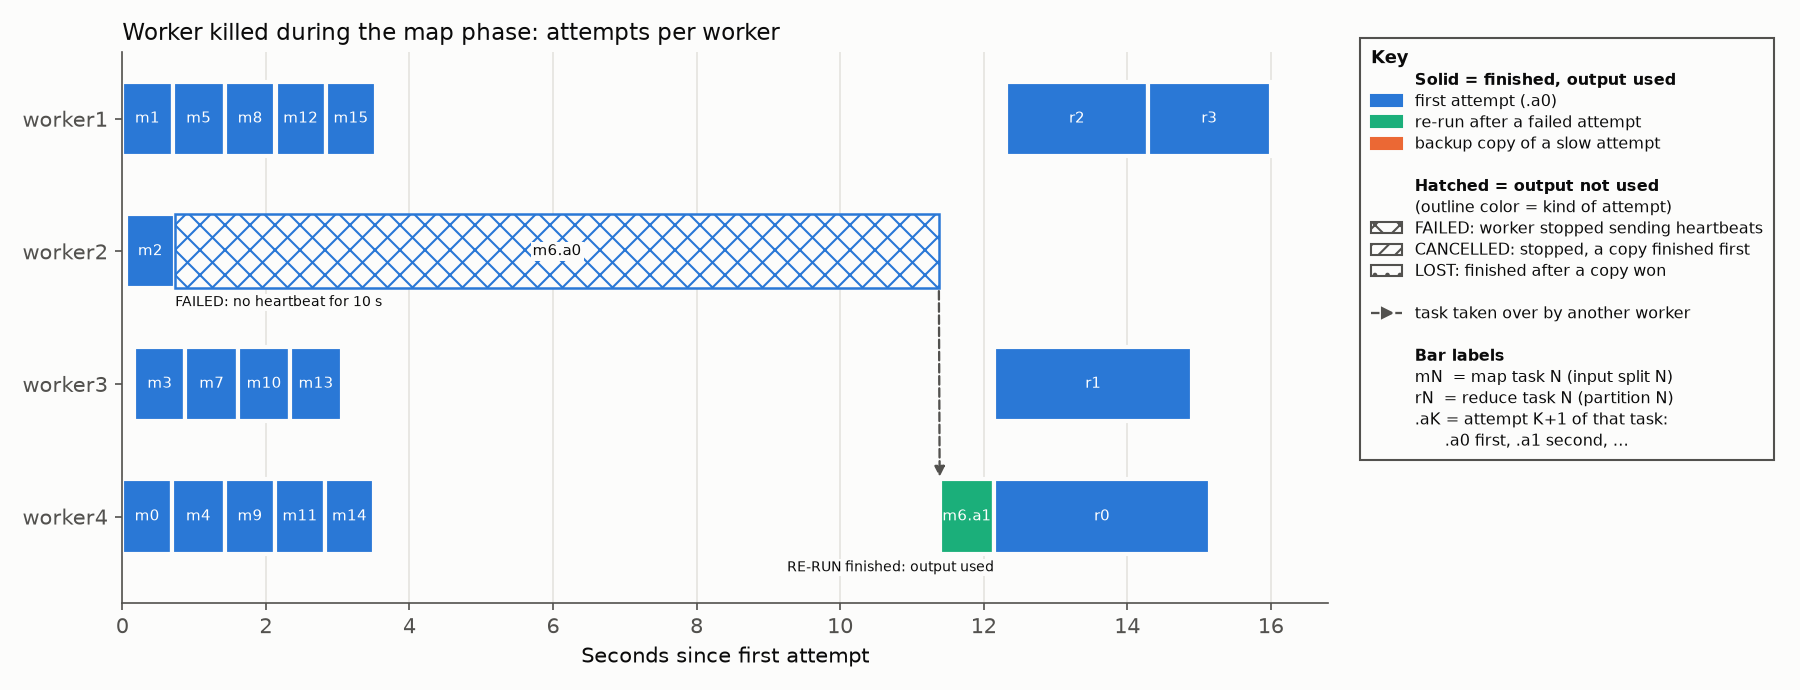 Worker killed during the map phase: attempts per worker
worker1
m1 m5 m8 m12 m15 r2 r3
worker2
m2 m6.a0
FAILED: no heartbeat for 10 s
worker3
m3 m7 m10 m13 r1
worker4
m0 m4 m9 m11 m14 m6.a1 r0
RE-RUN finished: output used
0 2 4 6 8 10 12 14 16
Seconds since first attempt
Key
Solid = finished, output used
first attempt (.a0)
re-run after a failed attempt
backup copy of a slow attempt
Hatched = output not used
(outline color = kind of attempt)
FAILED: worker stopped sending heartbeats
CANCELLED: stopped, a copy finished first
LOST: finished after a copy won
task taken over by another worker
Bar labels
mN = map task N (input split N)
rN = reduce task N (partition N)
.aK = attempt K+1 of that task:
.a0 first, .a1 second, ...